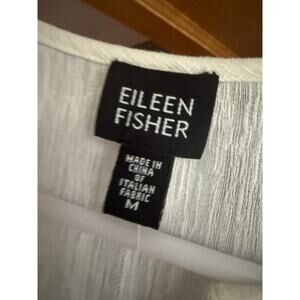 EILEEN
FISHER
MADE IN
CHINA
OF
ITALIAN
FABRIC
M